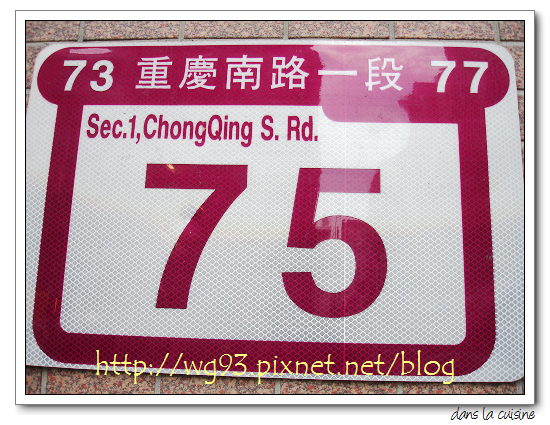 73 重慶南路一段 77
Sec.1,ChongQing S. Rd.
75
http://wg93.pixnet.net/blog
dans la cuisine